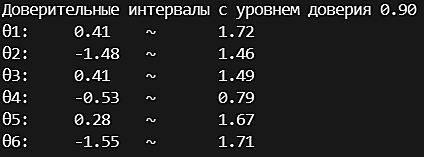 Доверительные интервалы с уровнем доверия 0.90
θ1: 0.41 ~ 1.72
θ2: -1.48 ~ 1.46
θ3: 0.41 ~ 1.49
θ4: -0.53 ~ 0.79
θ5: 0.28 ~ 1.67
θ6: -1.55 ~ 1.71